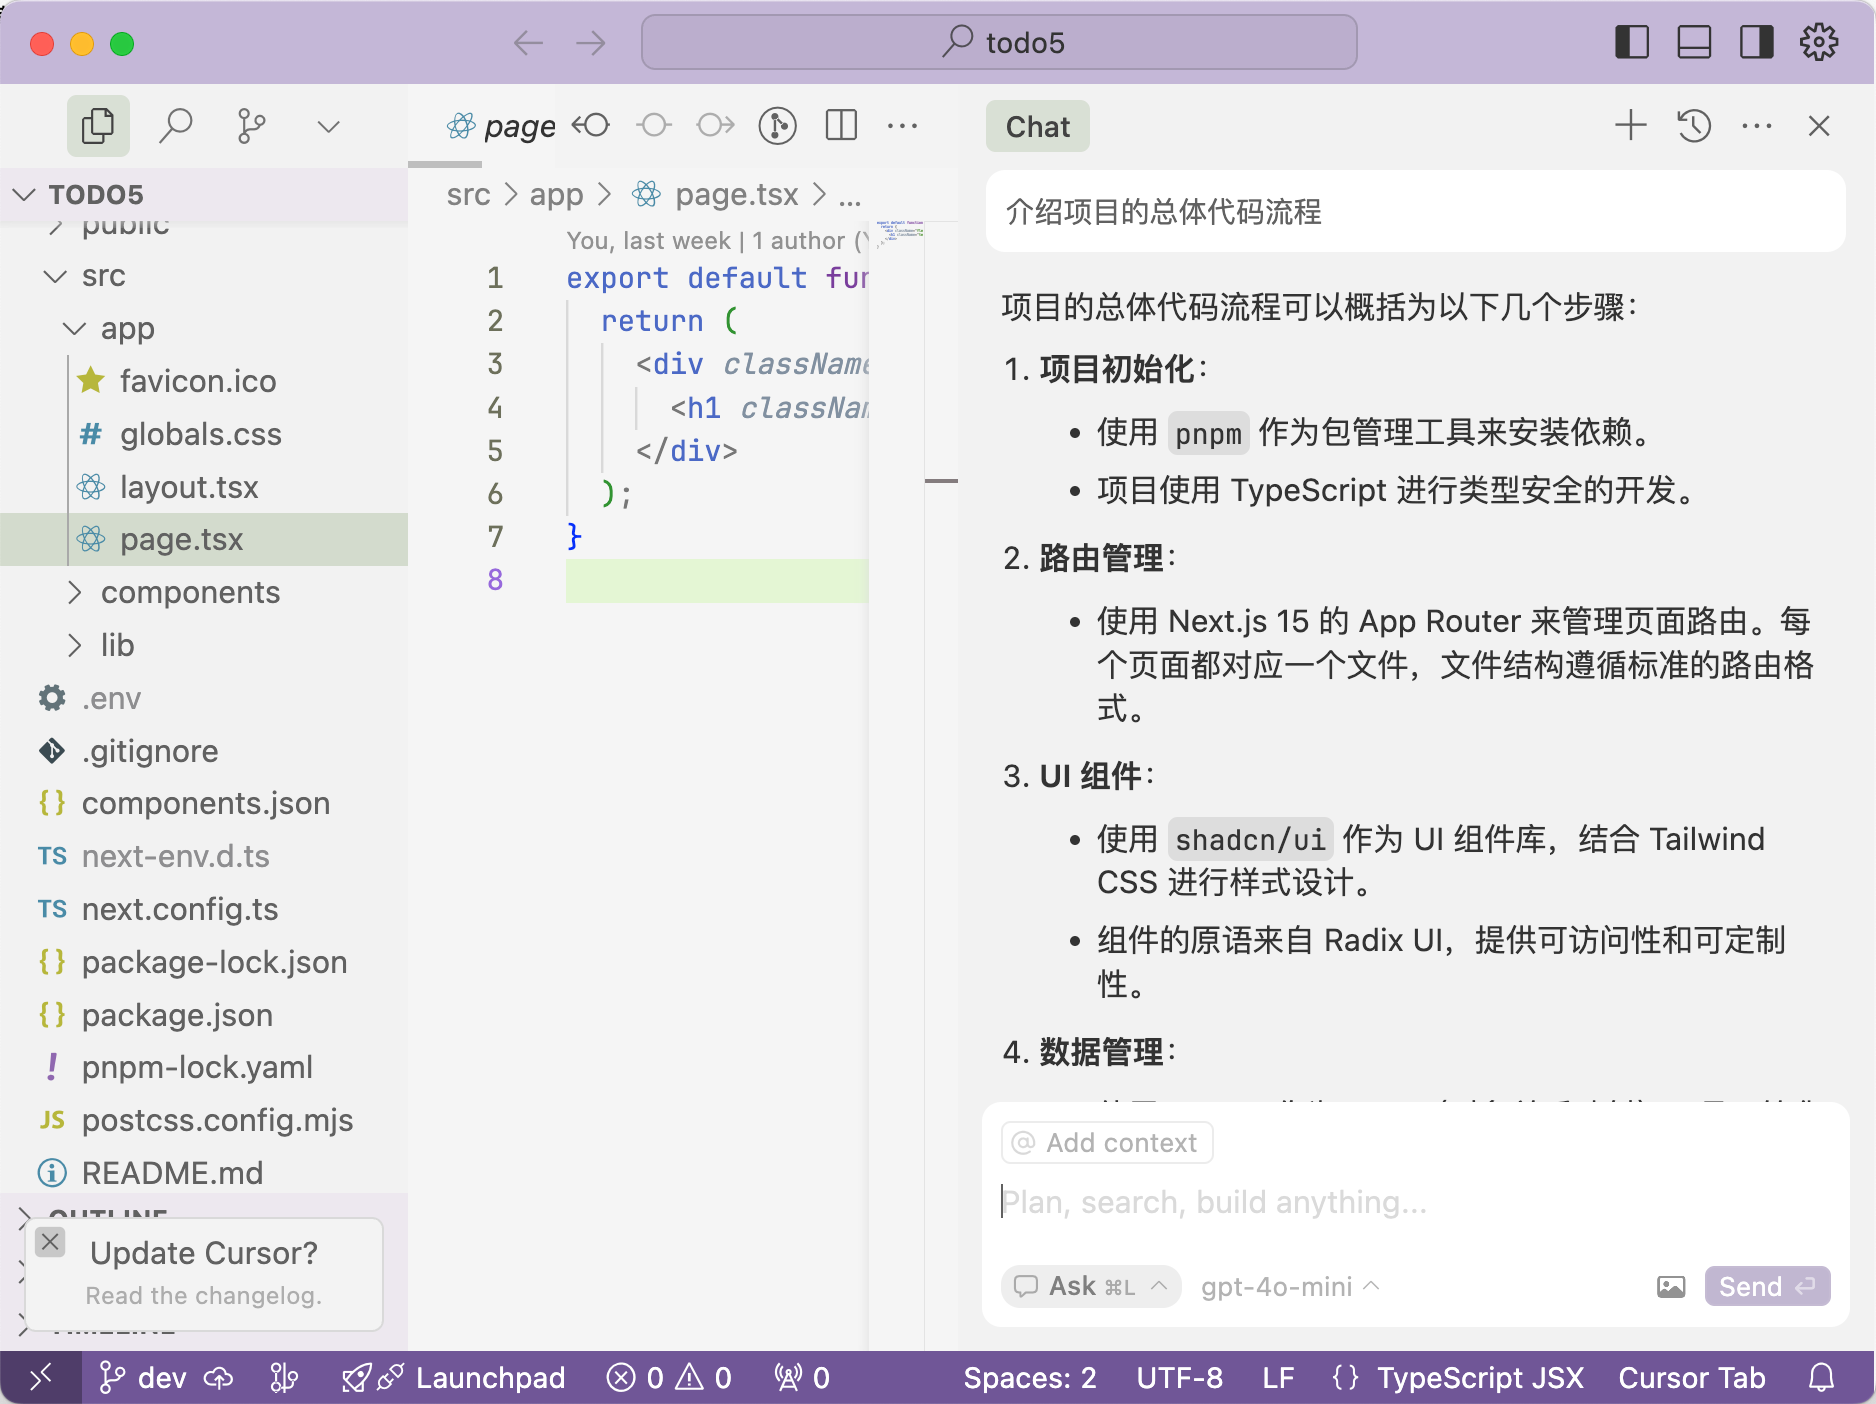 todo5
TODO5
public
src
app
favicon.ico
globals.css
layout.tsx
page.tsx
components
lib
.env
.gitignore
components.json
next-env.d.ts
next.config.ts
package-lock.json
package.json
pnpm-lock.yaml
postcss.config.mjs
README.md
OUTLINE
Update Cursor?
Read the changelog.
TIMELINE
page
src > app > page.tsx > ...
You, last week | 1 author (Y
1 export default fun
2 return (
3 <div className
4 <h1 classNam
5 </div>
6 );
7 }
8
Chat
介绍项目的总体代码流程
项目的总体代码流程可以概括为以下几个步骤：
1. 项目初始化：
• 使用 pnpm 作为包管理工具来安装依赖。
• 项目使用 TypeScript 进行类型安全的开发。
2. 路由管理：
• 使用 Next.js 15 的 App Router 来管理页面路由。每
个页面都对应一个文件，文件结构遵循标准的路由格
式。
3. UI 组件：
• 使用 shadcn/ui 作为 UI 组件库，结合 Tailwind
CSS 进行样式设计。
• 组件的原语来自 Radix UI，提供可访问性和可定制
性。
4. 数据管理：
@ Add context
Plan, search, build anything...
Ask ⌘L gpt-4o-mini Send
dev Launchpad 0 0 0 Spaces: 2 UTF-8 LF {} TypeScript JSX Cursor Tab